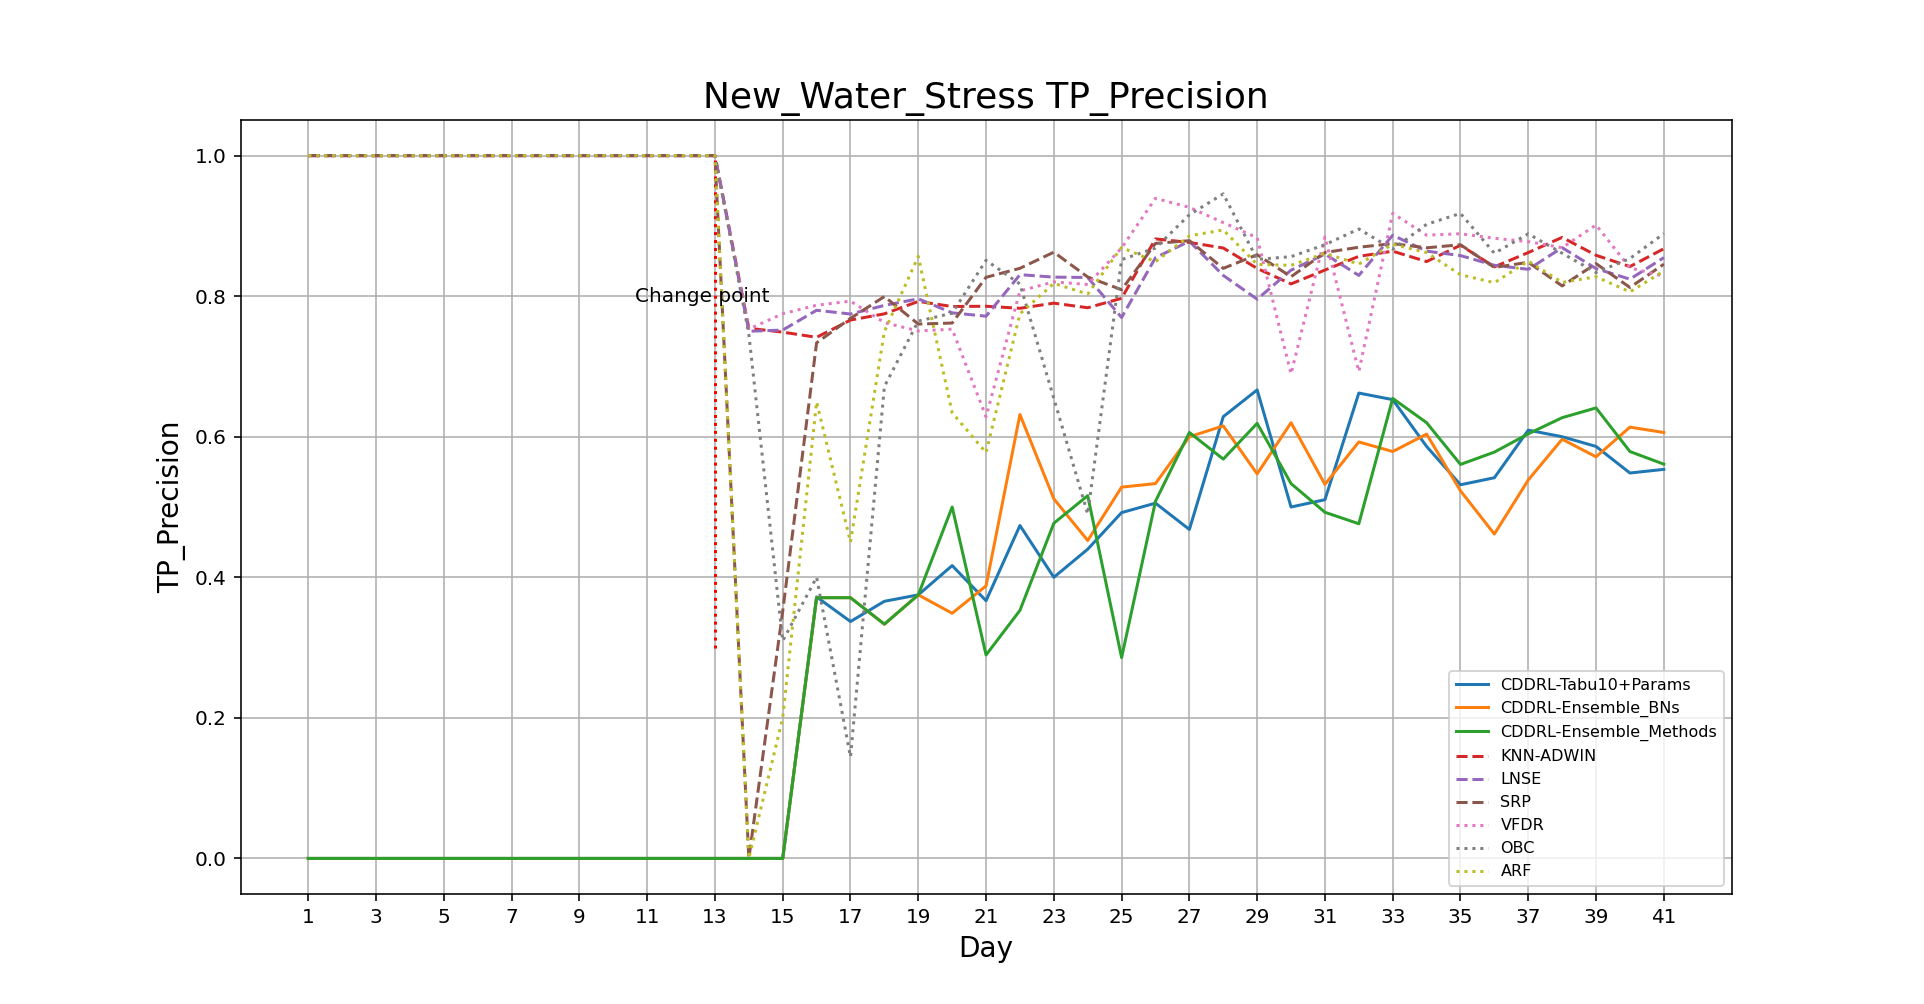 New_Water_Stress TP_Precision
TP_Precision
1.0
0.8
0.6
0.4
0.2
0.0
Change point
CDDRL-Tabu10+Params
CDDRL-Ensemble_BNs
CDDRL-Ensemble_Methods
KNN-ADWIN
LNSE
SRP
VFDR
OBC
ARF
1 3 5 7 9 11 13 15 17 19 21 23 25 27 29 31 33 35 37 39 41
Day